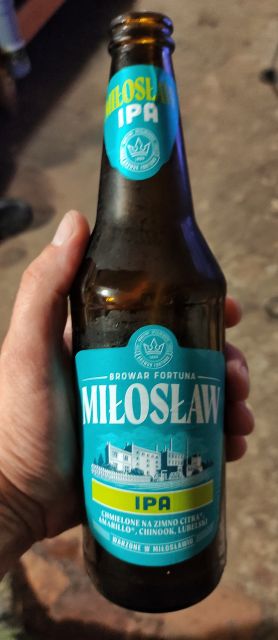 MIŁOSŁAW
IPA
BROWAR FORTUNA
MIŁOSŁAW
IPA
CHMIELONE NA ZIMNO CITRA®,
AMARILLO®, CHINOOK, LUBELSKI
WARZONE W MIŁOSŁAWIU